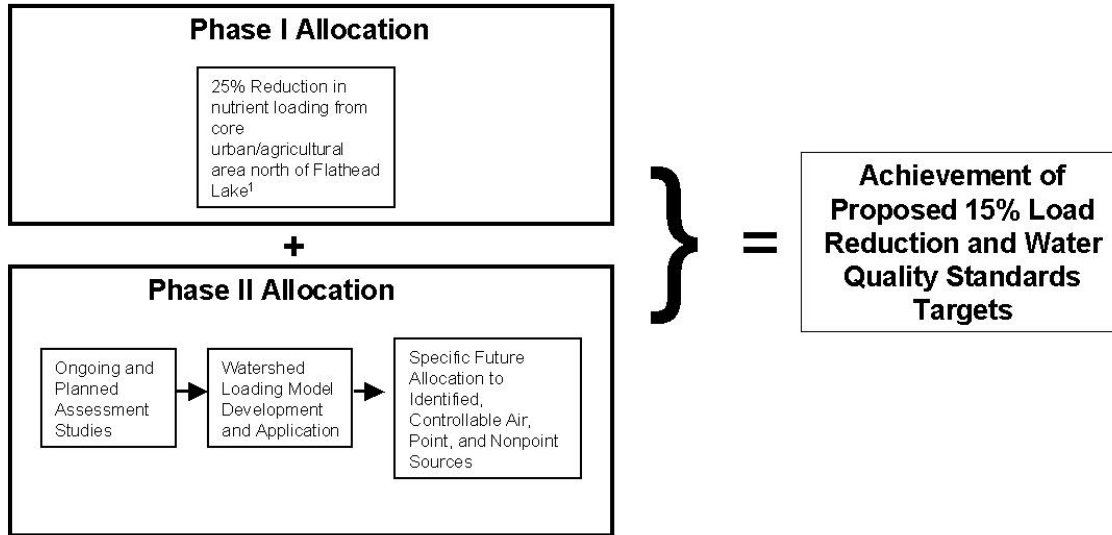 Phase I Allocation
25% Reduction in
nutrient loading from
core
urban/agricultural
area north of Flathead
Lake1
+
Phase II Allocation
Ongoing and
Planned
Assessment
Studies
Watershed
Loading Model
Development
and Application
Specific Future
Allocation to
Identified,
Controllable Air,
Point, and Nonpoint
Sources
}
=
Achievement of
Proposed 15% Load
Reduction and Water
Quality Standards
Targets